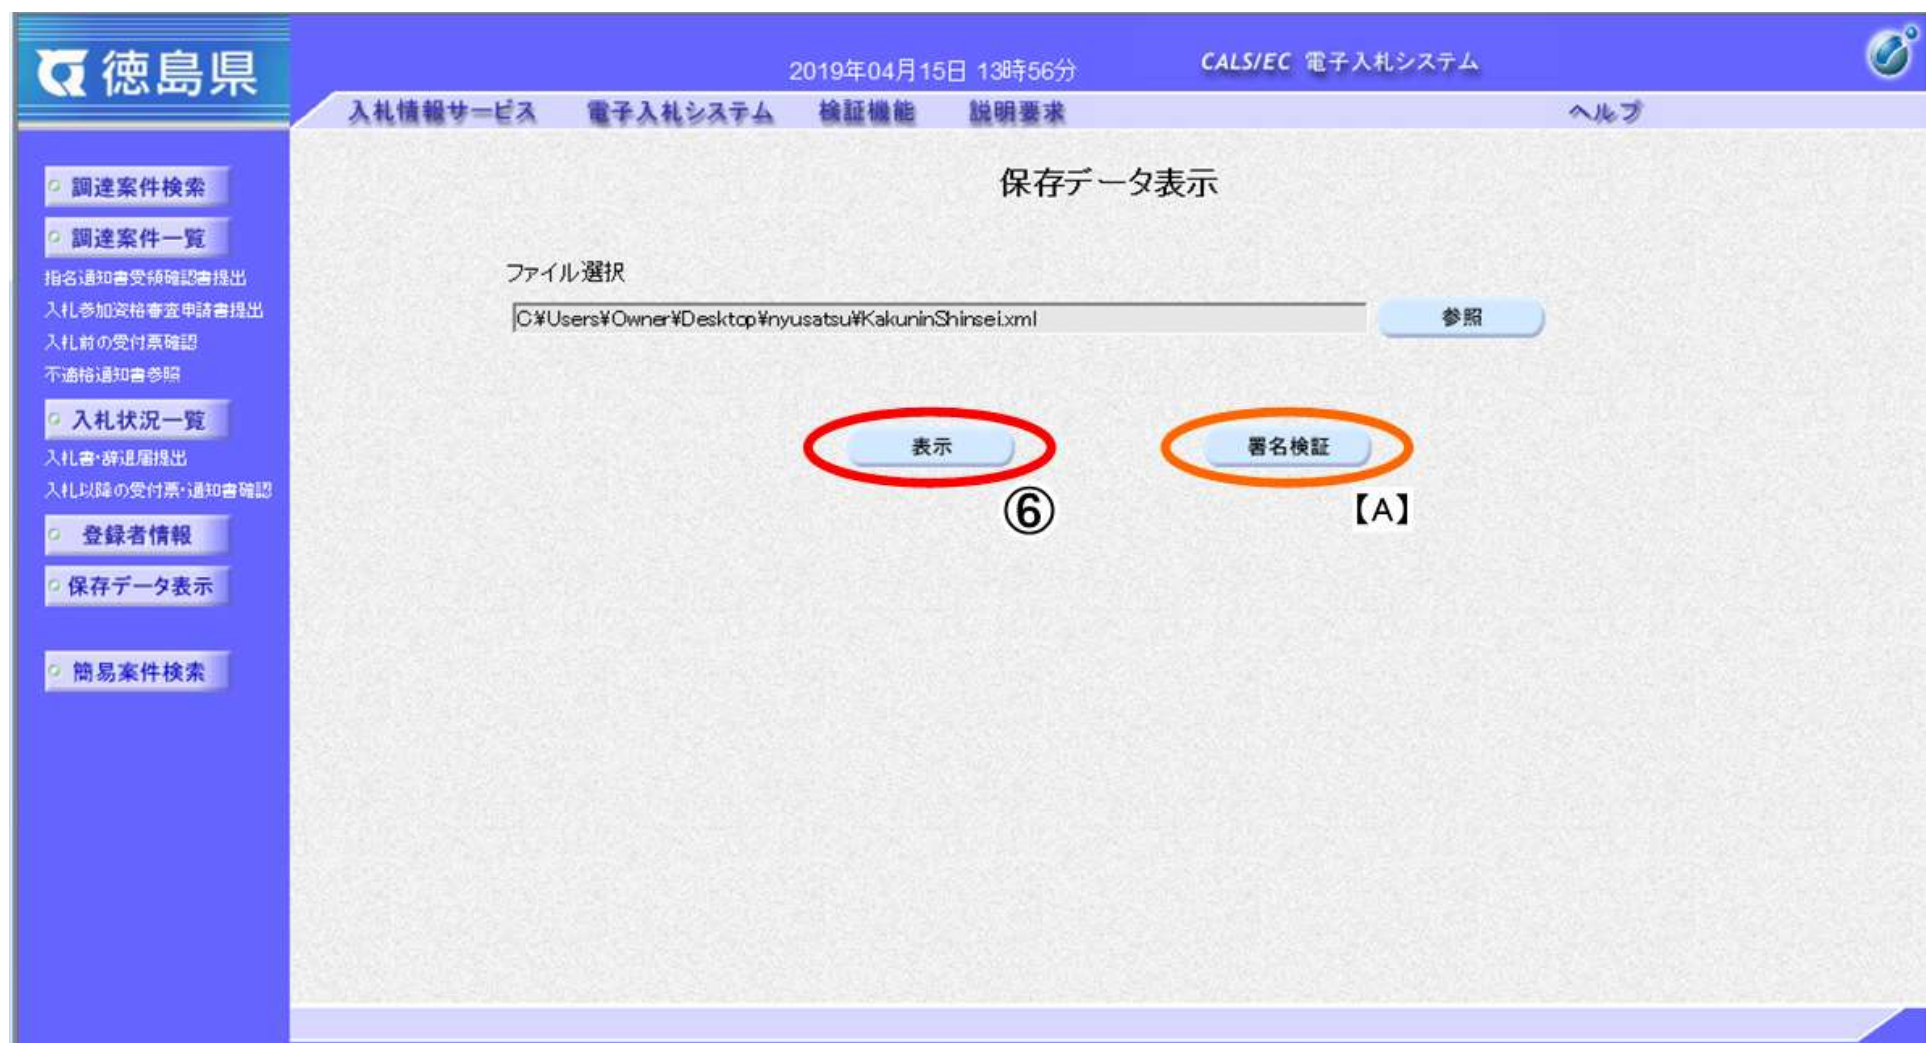 徳島県
2019年04月15日 13時56分
CALS/EC 電子入札システム
入札情報サービス 電子入札システム 検証機能 説明要求 ヘルプ
調達案件検索
調達案件一覧
指名通知書受領確認書提出
入札参加資格審査申請書提出
入札前の受付票確認
不適格通知書参照
入札状況一覧
入札書・辞退届提出
入札以降の受付票・通知書確認
登録者情報
保存データ表示
簡易案件検索
保存データ表示
ファイル選択
C¥Users¥Owner¥Desktop¥nyusatsu¥KakuninShinsei.xml
参照
表示
署名検証
⑥
【A】